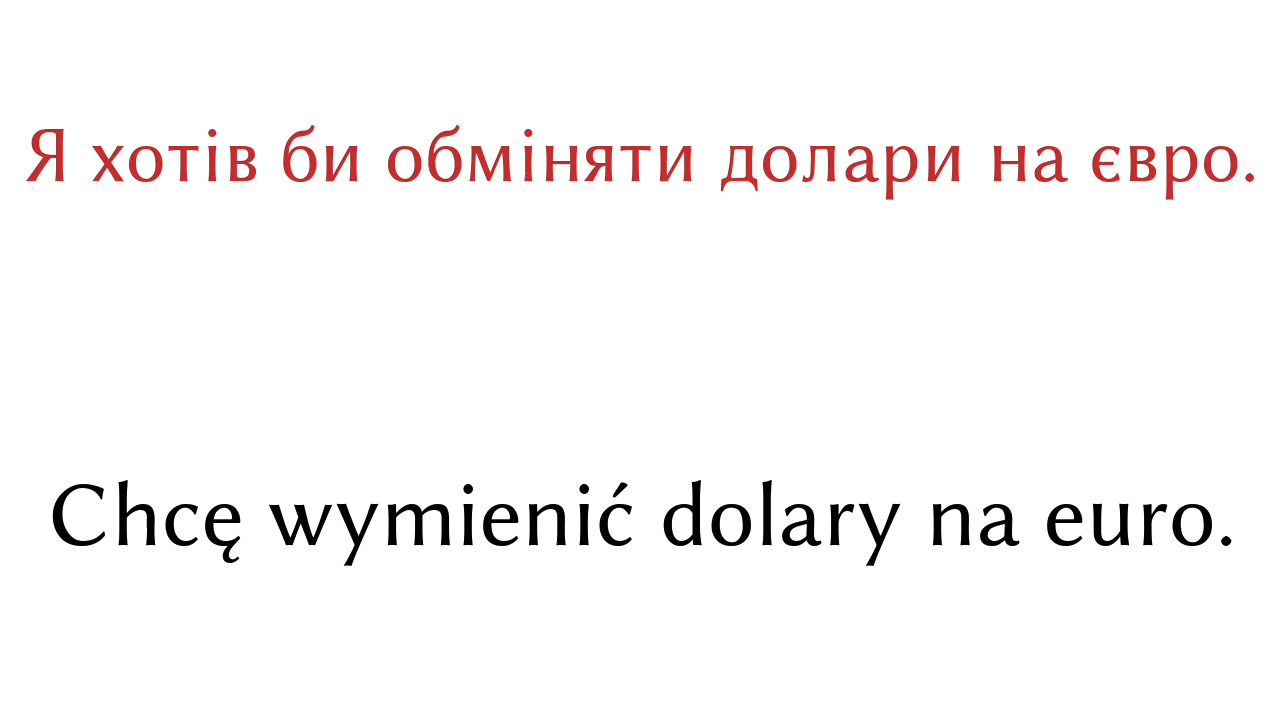 Я хотів би обміняти долари на євро.
Chcę wymienić dolary na euro.